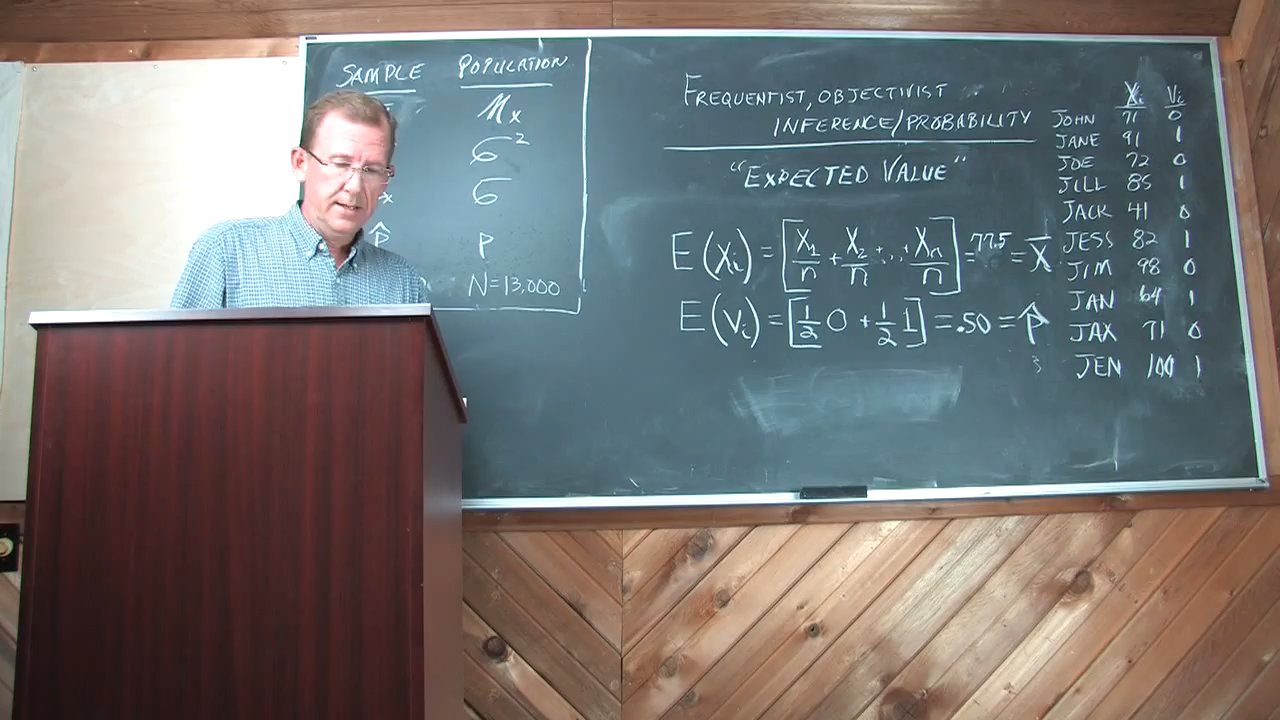 SAMPLE POPULATION
Mx
6²
6
x
p̂ p
N=13,000
FREQUENTIST, OBJECTIVIST
INFERENCE/PROBABILITY
"EXPECTED VALUE"
E(Xi)=[X1/n + X2/n + ... + Xn/n] = 77.5 = X̄
E(Vi)=[1/2 0 + 1/2 1] = .50 = p̂
Xi Vi
JOHN 71 0
JANE 91 1
JOE 72 0
JILL 85 1
JACK 41 0
JESS 82 1
JIM 98 0
JAN 64 1
JAX 71 0
JEN 100 1